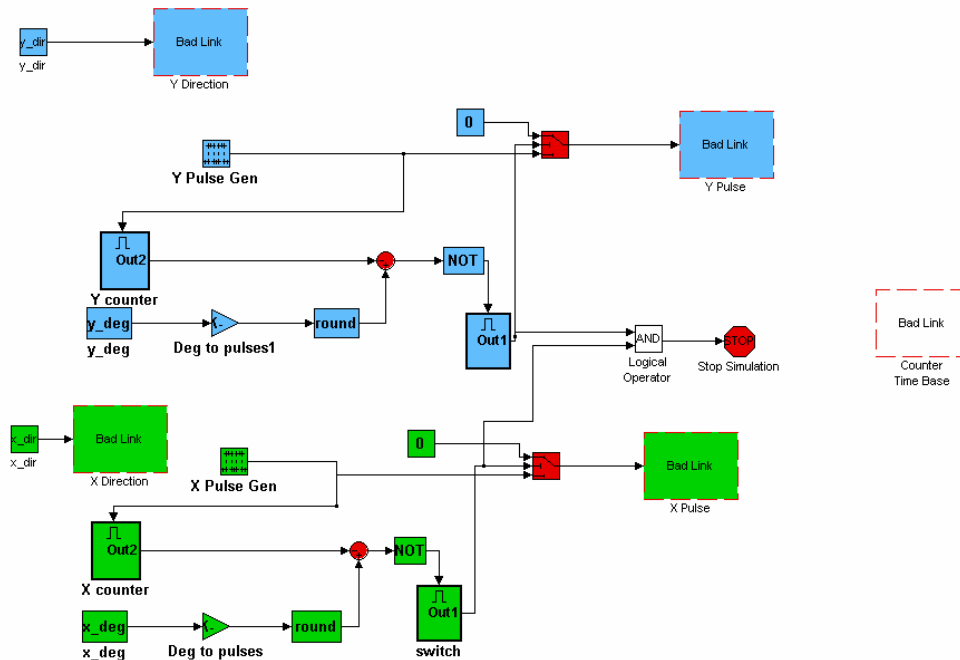 y_dir
y_dir
Bad Link
Y Direction
0
Y Pulse Gen
Bad Link
Y Pulse
Out2
Y counter
NOT
y_deg
y_deg
Deg to pulses1
round
Out1
AND
Logical
Operator
STOP
Stop Simulation
Bad Link
Counter
Time Base
x_dir
x_dir
Bad Link
X Direction
0
X Pulse Gen
Bad Link
X Pulse
Out2
X counter
NOT
x_deg
x_deg
Deg to pulses
round
Out1
switch